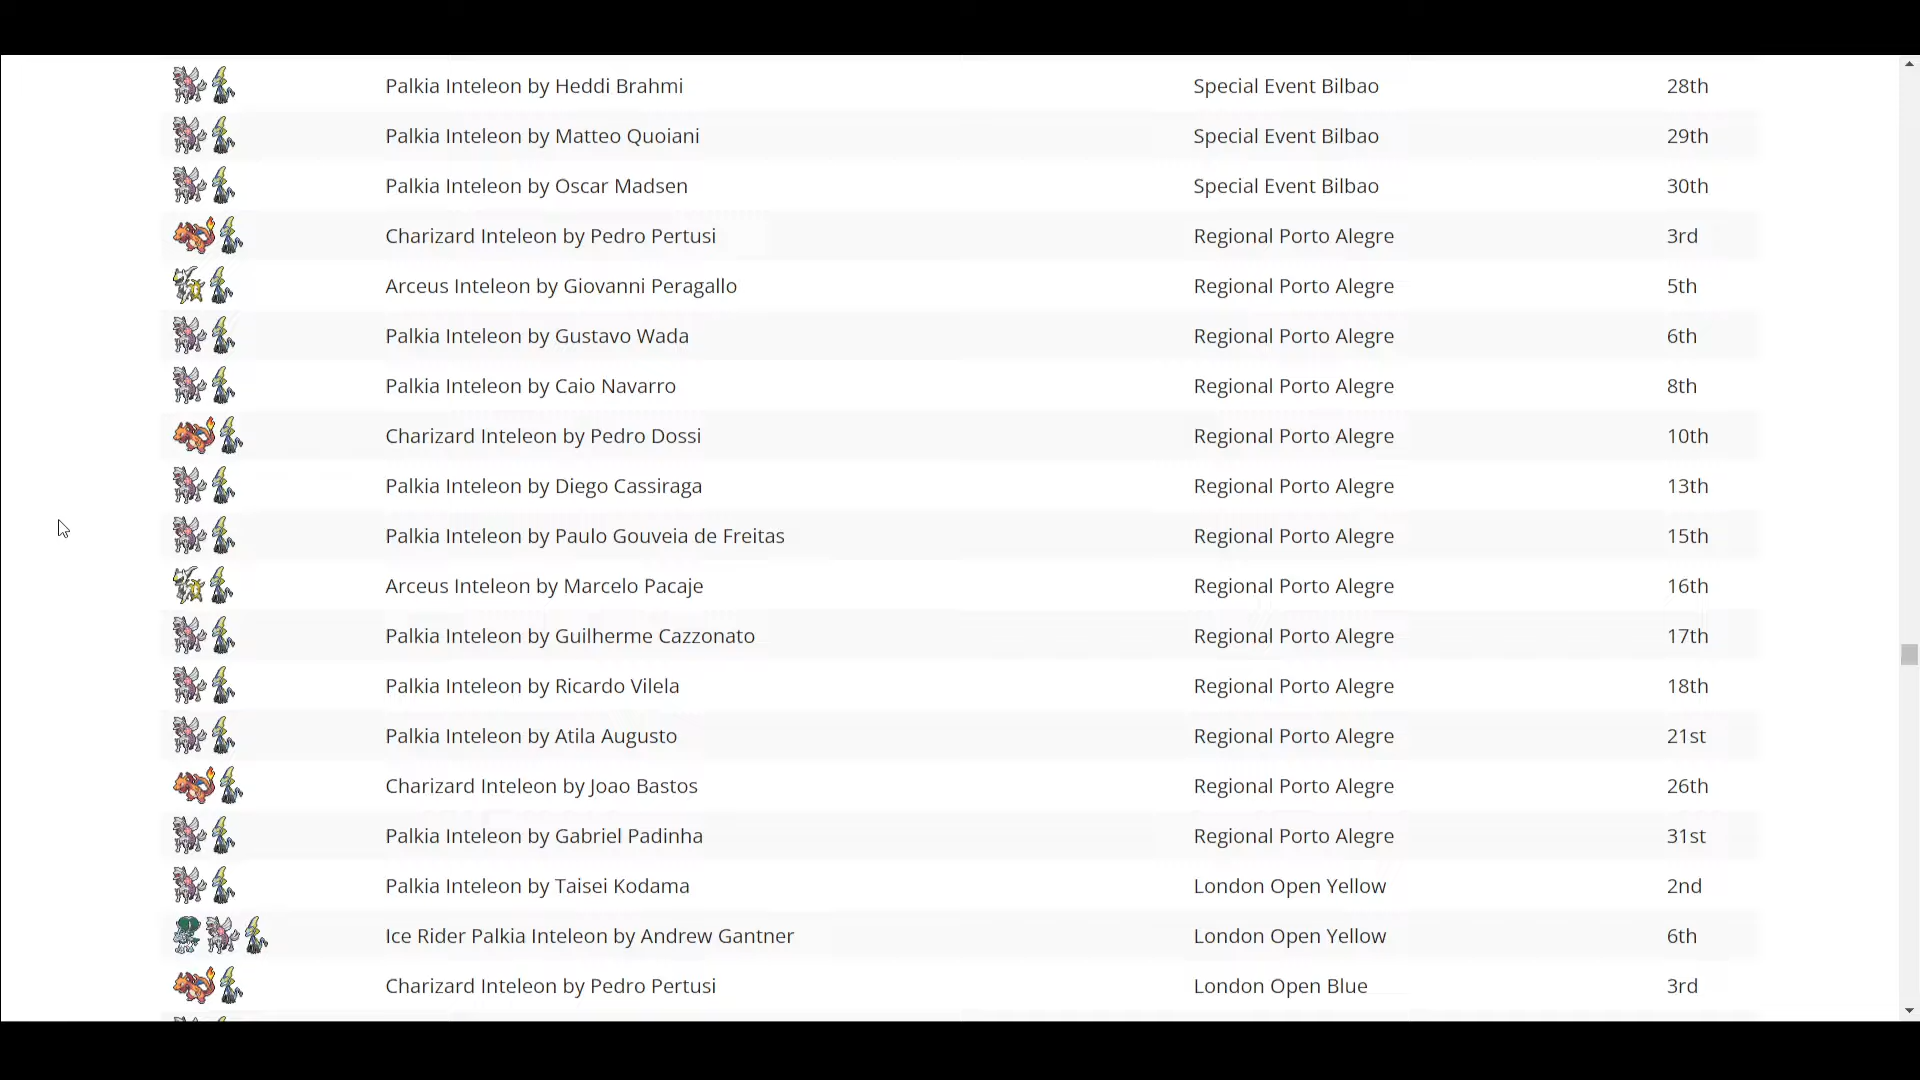 Palkia Inteleon by Heddi Brahmi Special Event Bilbao 28th
Palkia Inteleon by Matteo Quoiani Special Event Bilbao 29th
Palkia Inteleon by Oscar Madsen Special Event Bilbao 30th
Charizard Inteleon by Pedro Pertusi Regional Porto Alegre 3rd
Arceus Inteleon by Giovanni Peragallo Regional Porto Alegre 5th
Palkia Inteleon by Gustavo Wada Regional Porto Alegre 6th
Palkia Inteleon by Caio Navarro Regional Porto Alegre 8th
Charizard Inteleon by Pedro Dossi Regional Porto Alegre 10th
Palkia Inteleon by Diego Cassiraga Regional Porto Alegre 13th
Palkia Inteleon by Paulo Gouveia de Freitas Regional Porto Alegre 15th
Arceus Inteleon by Marcelo Pacaje Regional Porto Alegre 16th
Palkia Inteleon by Guilherme Cazzonato Regional Porto Alegre 17th
Palkia Inteleon by Ricardo Vilela Regional Porto Alegre 18th
Palkia Inteleon by Atila Augusto Regional Porto Alegre 21st
Charizard Inteleon by Joao Bastos Regional Porto Alegre 26th
Palkia Inteleon by Gabriel Padinha Regional Porto Alegre 31st
Palkia Inteleon by Taisei Kodama London Open Yellow 2nd
Ice Rider Palkia Inteleon by Andrew Gantner London Open Yellow 6th
Charizard Inteleon by Pedro Pertusi London Open Blue 3rd